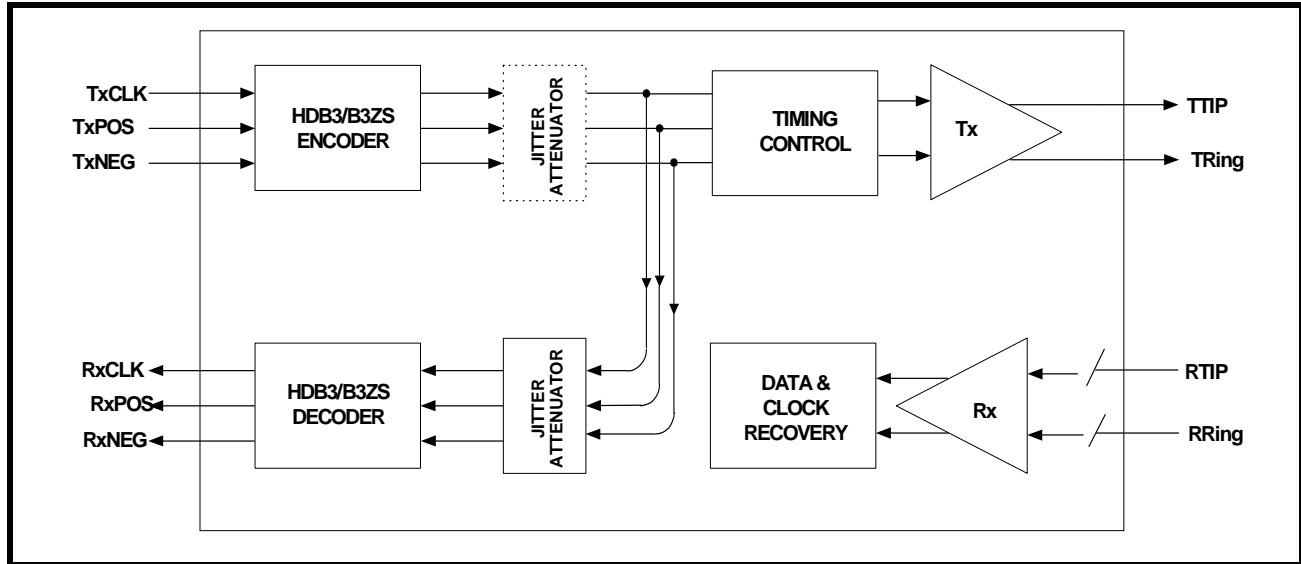 TxCLK
TxPOS
TxNEG
HDB3/B3ZS
ENCODER
JITTER
ATTENUATOR
TIMING
CONTROL
Tx
TTIP
TRing
RxCLK
RxPOS
RxNEG
HDB3/B3ZS
DECODER
JITTER
ATTENUATOR
DATA &
CLOCK
RECOVERY
Rx
RTIP
RRing